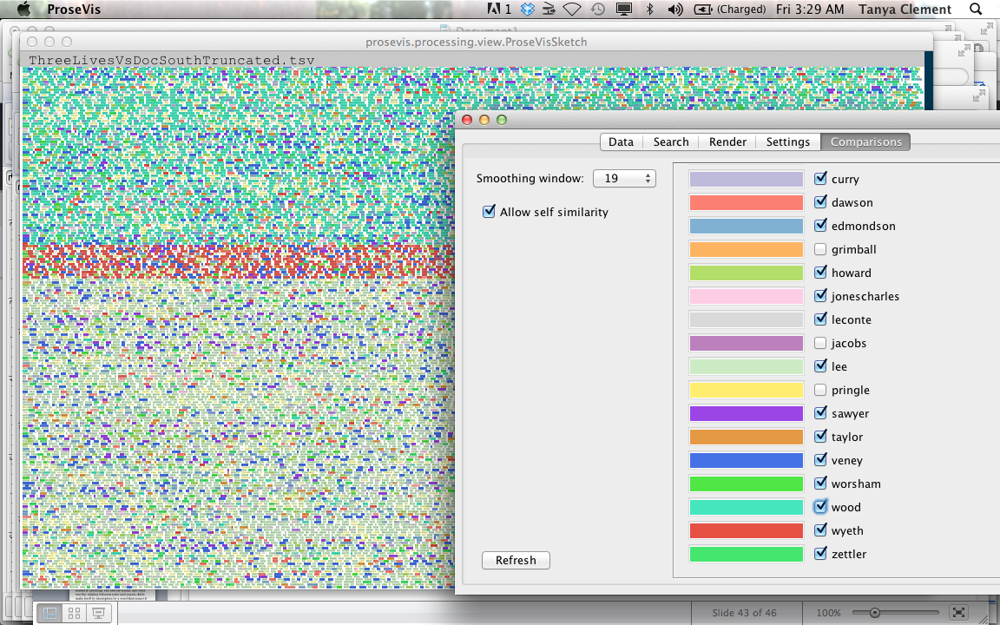 ProseVis
1
(Charged)
Fri 3:29 AM
Tanya Clement
Document1
prosevis.processing.view.ProseVisSketch
ThreeLivesVsDocSouthTruncated.tsv
Data
Search
Render
Settings
Comparisons
Smoothing window:
19
Allow self similarity
curry
dawson
edmondson
grimball
howard
jonescharles
leconte
jacobs
lee
pringle
sawyer
taylor
veney
worsham
wood
wyeth
zettler
Refresh
Slide 43 of 46
100%